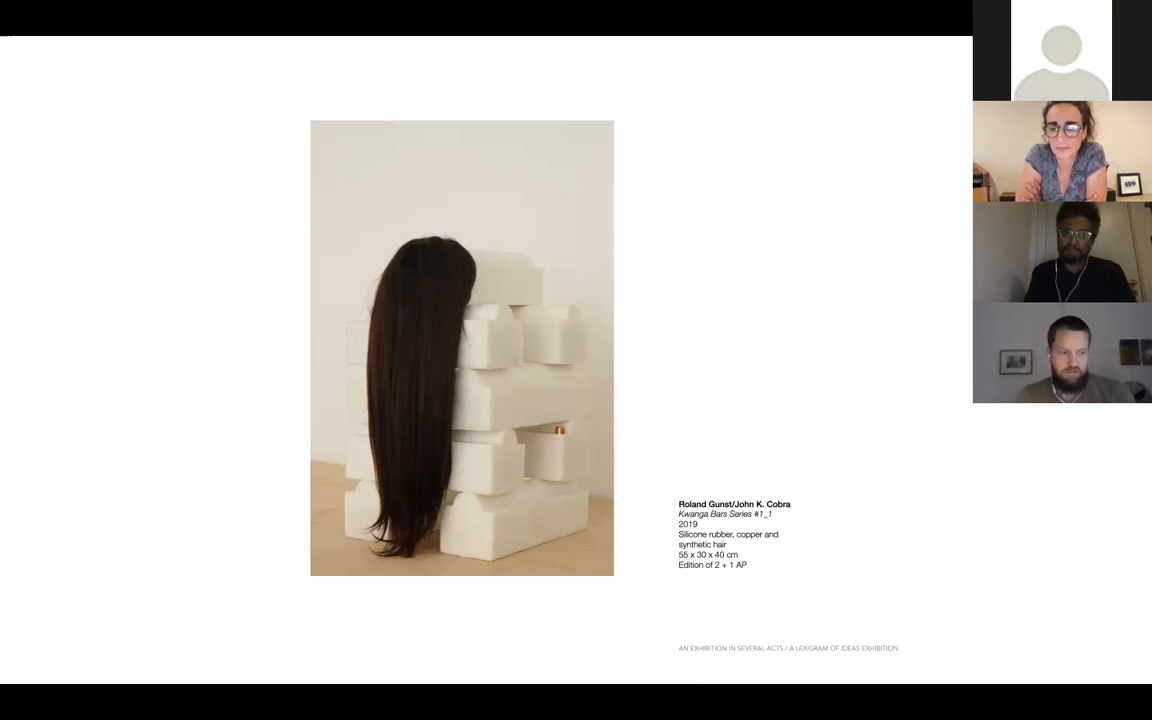 Roland Gunst/John K. Cobra
Kwanga Bars Series #1_1
2019
Silicone rubber, copper and
synthetic hair
55 x 30 x 40 cm
Edition of 2 + 1 AP
AN EXHIBITION IN SEVERAL ACTS / A LEXIGRAM OF IDEAS EXHIBITION